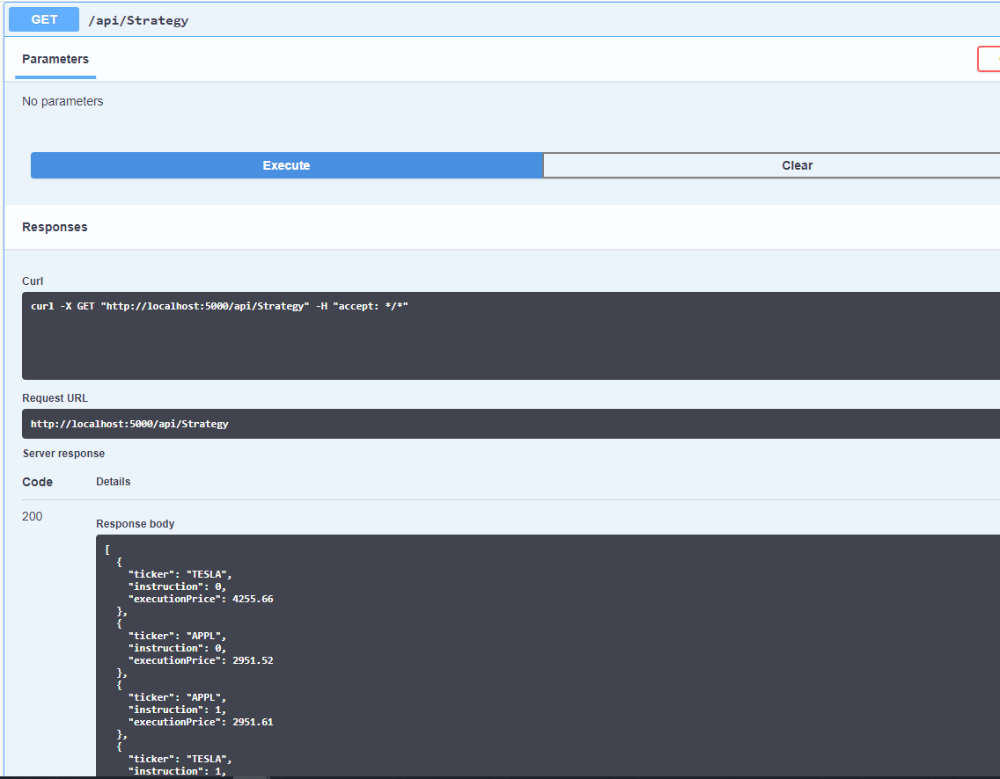 GET /api/Strategy
Parameters
No parameters
Execute Clear
Responses
Curl
curl -X GET "http://localhost:5000/api/Strategy" -H "accept: */*"
Request URL
http://localhost:5000/api/Strategy
Server response
Code Details
200
Response body
[
  {
    "ticker": "TESLA",
    "instruction": 0,
    "executionPrice": 4255.66
  },
  {
    "ticker": "APPL",
    "instruction": 0,
    "executionPrice": 2951.52
  },
  {
    "ticker": "APPL",
    "instruction": 1,
    "executionPrice": 2951.61
  },
  {
    "ticker": "TESLA",
    "instruction": 1,